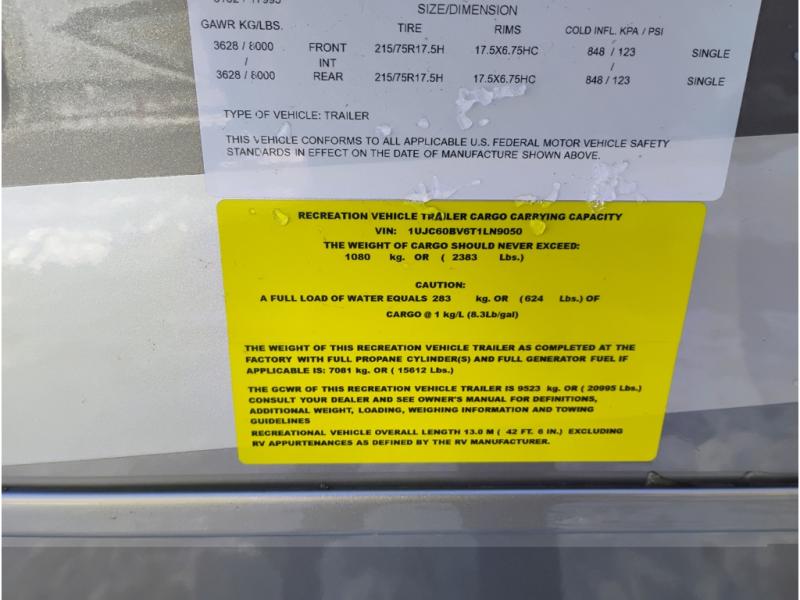 SIZE/DIMENSION
GAWR KG/LBS. TIRE RIMS COLD INFL. KPA / PSI
3628 / 8000 FRONT 215/75R17.5H 17.5X6.75HC 848 / 123 SINGLE
/ INT /
3628 / 8000 REAR 215/75R17.5H 17.5X6.75HC 848 / 123 SINGLE
TYPE OF VEHICLE: TRAILER
THIS VEHICLE CONFORMS TO ALL APPLICABLE U.S. FEDERAL MOTOR VEHICLE SAFETY
STANDARDS IN EFFECT ON THE DATE OF MANUFACTURE SHOWN ABOVE.
RECREATION VEHICLE TRAILER CARGO CARRYING CAPACITY
VIN: 1UJC60BV6T1LN9050
THE WEIGHT OF CARGO SHOULD NEVER EXCEED:
1080 kg. OR ( 2383 Lbs.)
CAUTION:
A FULL LOAD OF WATER EQUALS 283 kg. OR (624 Lbs.) OF
CARGO @ 1 kg/L (8.3Lb/gal)
THE WEIGHT OF THIS RECREATION VEHICLE TRAILER AS COMPLETED AT THE
FACTORY WITH FULL PROPANE CYLINDER(S) AND FULL GENERATOR FUEL IF
APPLICABLE IS: 7081 kg. OR ( 15612 Lbs.)
THE GCWR OF THIS RECREATION VEHICLE TRAILER IS 9523 kg. OR ( 20995 Lbs.)
CONSULT YOUR DEALER AND SEE OWNER'S MANUAL FOR DEFINITIONS,
ADDITIONAL WEIGHT, LOADING, WEIGHING INFORMATION AND TOWING
GUIDELINES
RECREATIONAL VEHICLE OVERALL LENGTH 13.0 M ( 42 FT. 6 IN.) EXCLUDING
RV APPURTENANCES AS DEFINED BY THE RV MANUFACTURER.